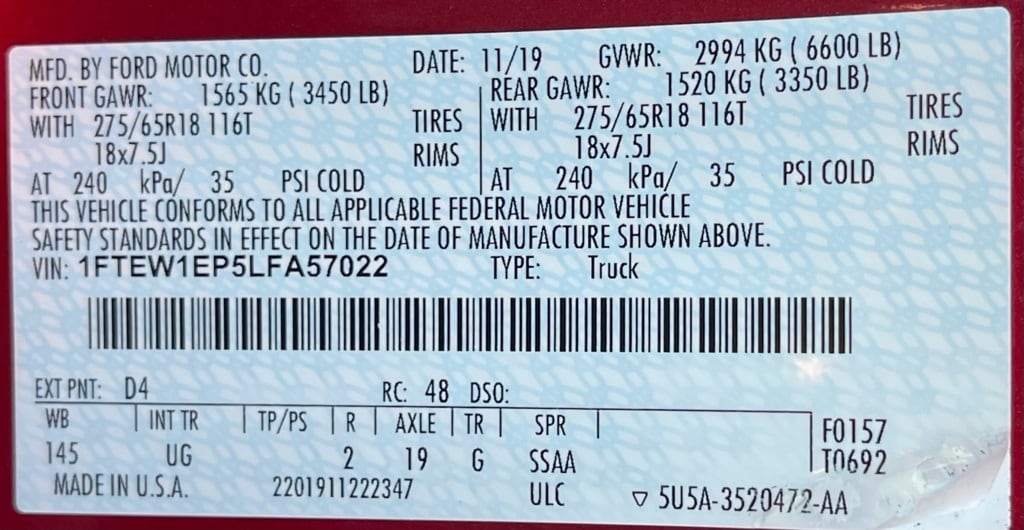 MFD. BY FORD MOTOR CO. DATE: 11/19 GVWR: 2994 KG ( 6600 LB)
FRONT GAWR: 1565 KG ( 3450 LB) REAR GAWR: 1520 KG ( 3350 LB)
WITH 275/65R18 116T TIRES WITH 275/65R18 116T TIRES
18x7.5J RIMS 18x7.5J RIMS
AT 240 kPa/ 35 PSI COLD AT 240 kPa/ 35 PSI COLD
THIS VEHICLE CONFORMS TO ALL APPLICABLE FEDERAL MOTOR VEHICLE
SAFETY STANDARDS IN EFFECT ON THE DATE OF MANUFACTURE SHOWN ABOVE.
VIN: 1FTEW1EP5LFA57022 TYPE: Truck
EXT PNT: D4 RC: 48 DSO:
WB INT TR TP/PS R AXLE TR SPR F0157
145 UG 2 19 G SSAA T0692
MADE IN U.S.A. 2201911222347 ULC ▽ 5U5A-3520472-AA